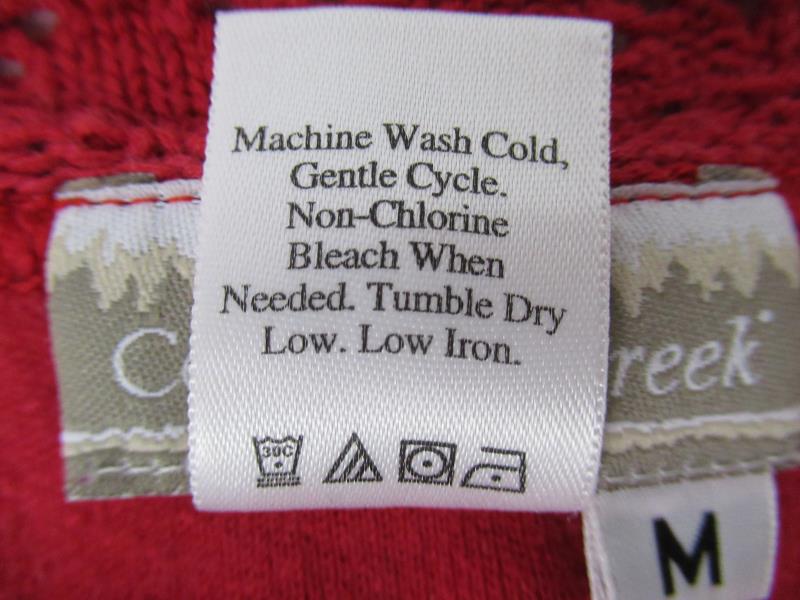 Machine Wash Cold,
Gentle Cycle.
Non-Chlorine
Bleach When
Needed. Tumble Dry
Low. Low Iron.
30C
M